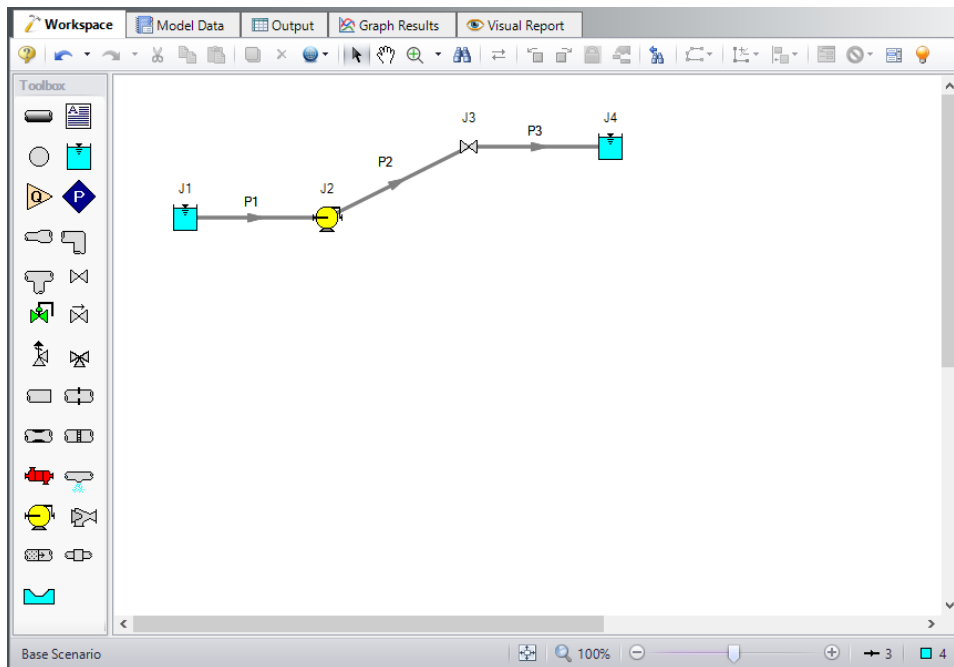 Workspace Model Data Output Graph Results Visual Report
Toolbox
A
Q P
J3 J4
P3
P2
J1 J2
P1
Base Scenario 100% 3 4